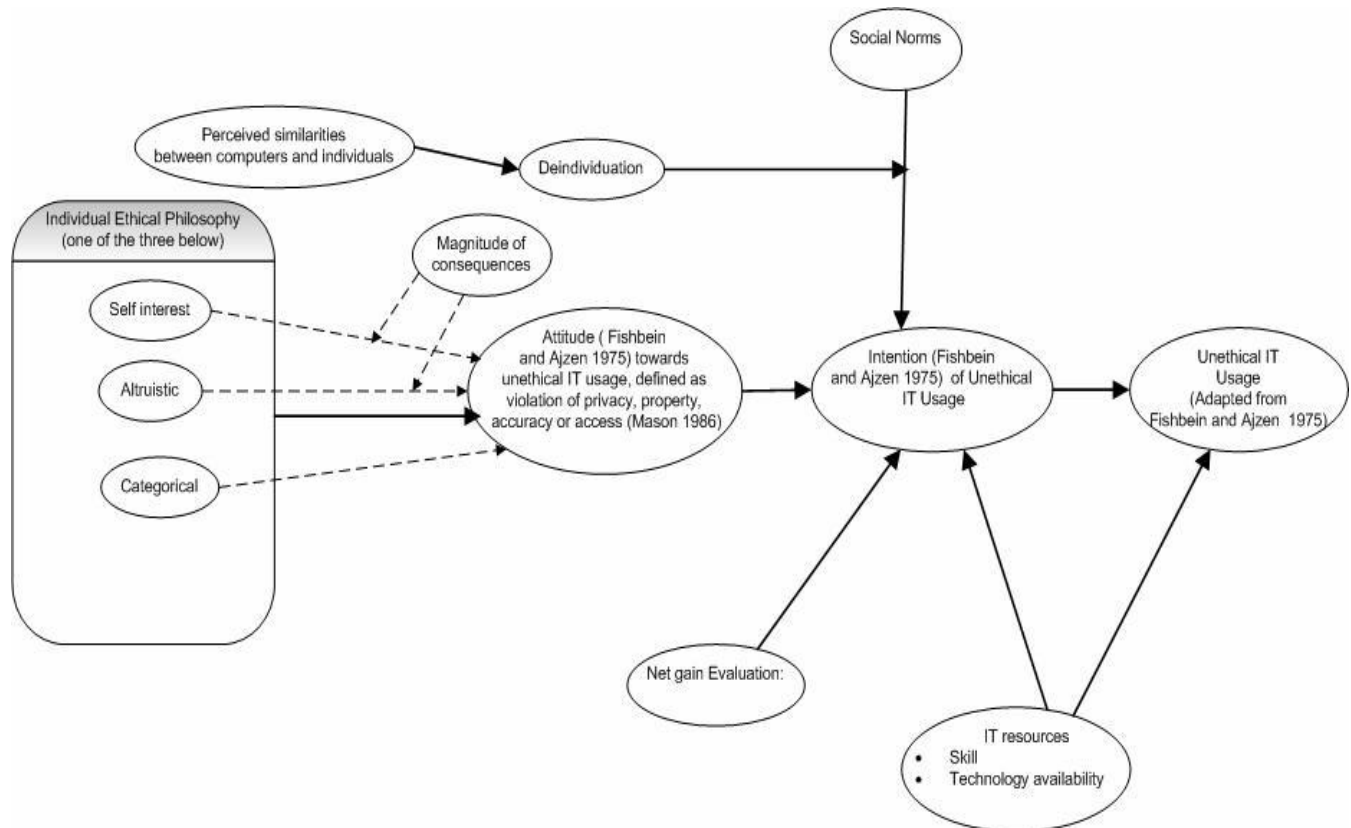 Social Norms
Perceived similarities
between computers and individuals
Deindividuation
Individual Ethical Philosophy
(one of the three below)
Magnitude of
consequences
Self interest
Altruistic
Categorical
Attitude ( Fishbein
and Ajzen 1975) towards
unethical IT usage, defined as
violation of privacy, property,
accuracy or access (Mason 1986)
Intention (Fishbein
and Ajzen 1975) of Unethical
IT Usage
Unethical IT
Usage
(Adapted from
Fishbein and Ajzen 1975)
Net gain Evaluation:
IT resources
• Skill
• Technology availability